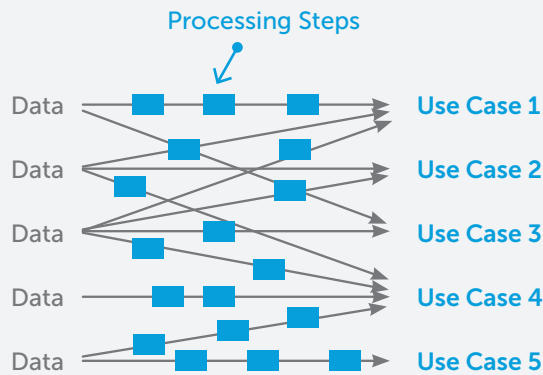 Processing Steps
Data
Use Case 1
Data
Use Case 2
Data
Use Case 3
Data
Use Case 4
Data
Use Case 5